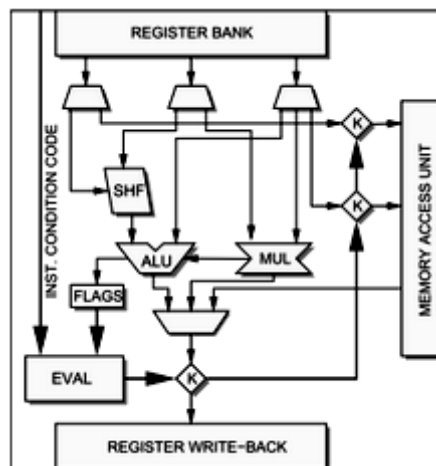 REGISTER BANK
K
SHF
K
INST. CONDITION CODE
MEMORY ACCESS UNIT
ALU
MUL
FLAGS
EVAL
K
REGISTER WRITE-BACK